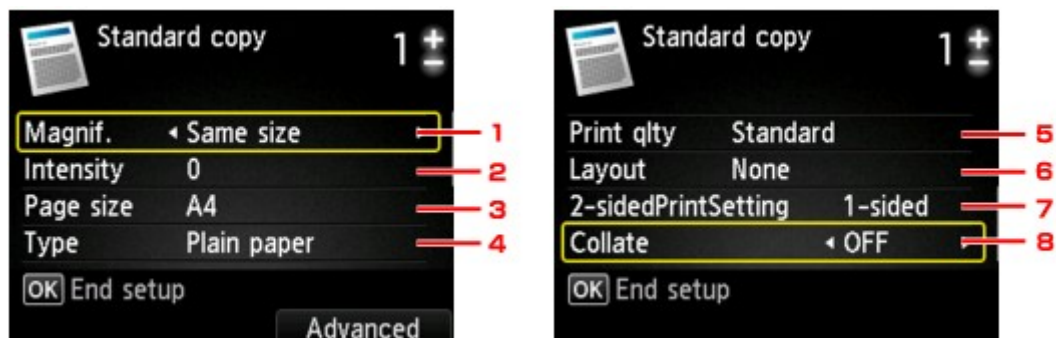 Standard copy 1 + -
Magnif. Same size 1
Intensity 0 2
Page size A4 3
Type Plain paper 4
OK End setup
Advanced
Standard copy 1 + -
Print qlty Standard 5
Layout None 6
2-sidedPrintSetting 1-sided 7
Collate OFF 8
OK End setup